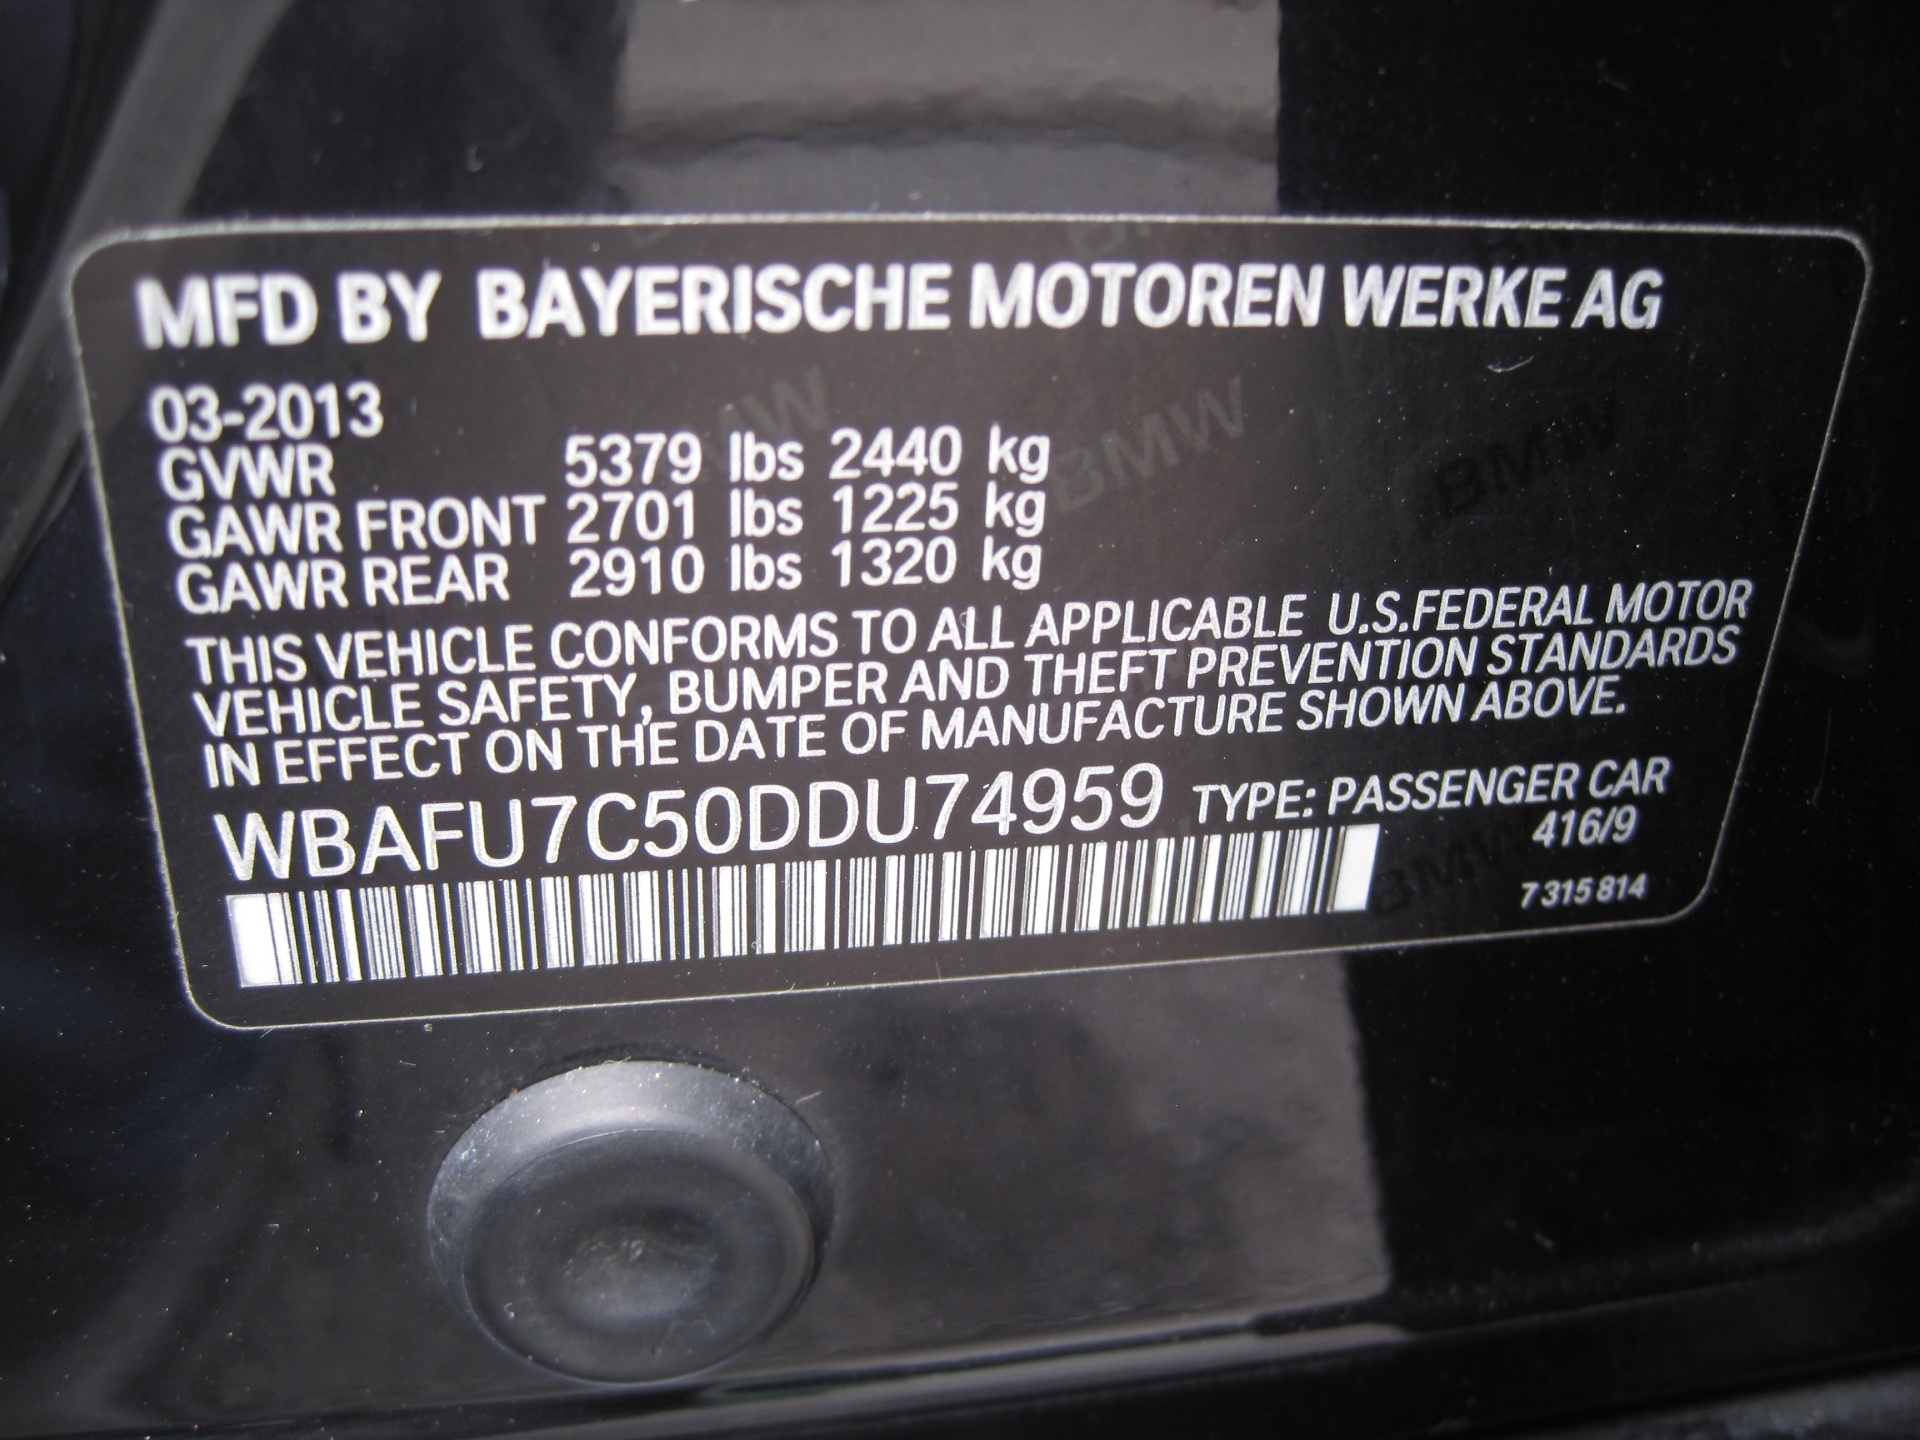 MFD BY BAYERISCHE MOTOREN WERKE AG
03-2013
GVWR 5379 lbs 2440 kg
GAWR FRONT 2701 lbs 1225 kg
GAWR REAR 2910 lbs 1320 kg
THIS VEHICLE CONFORMS TO ALL APPLICABLE U.S.FEDERAL MOTOR
VEHICLE SAFETY, BUMPER AND THEFT PREVENTION STANDARDS
IN EFFECT ON THE DATE OF MANUFACTURE SHOWN ABOVE.
WBAFU7C50DDU74959 TYPE: PASSENGER CAR
416/9
7 315 814
BMW
BMW
BMW